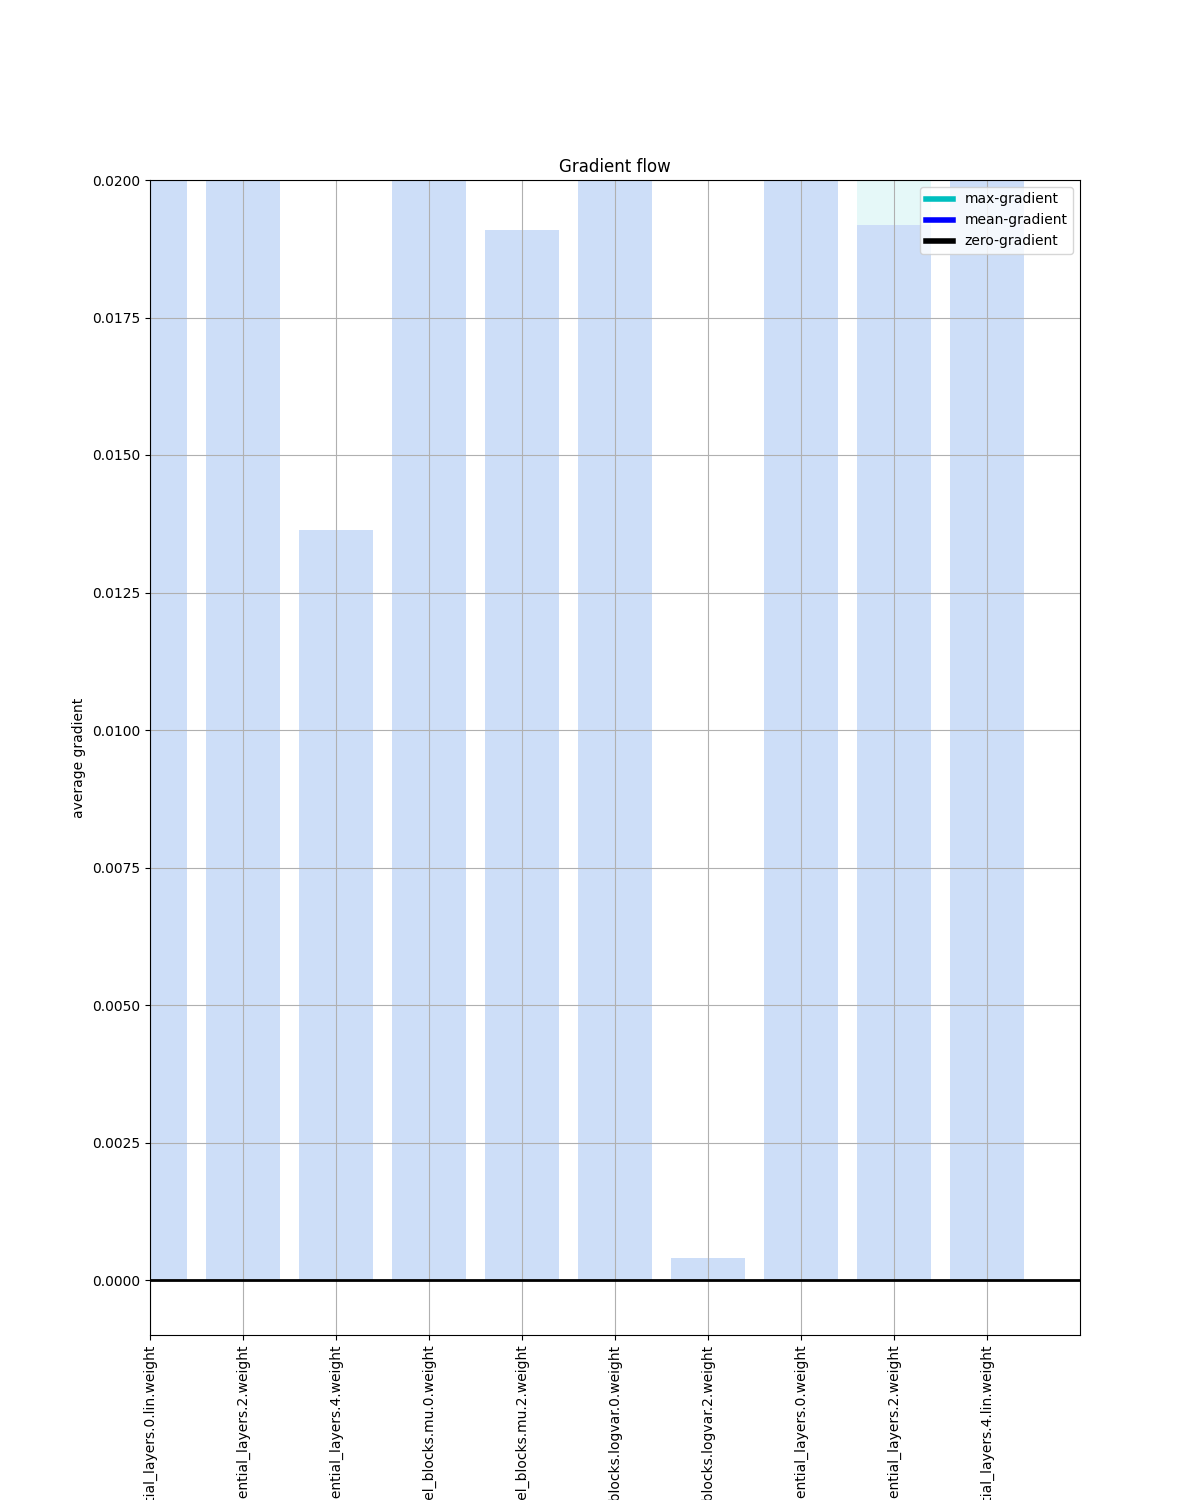 Gradient flow
max-gradient
mean-gradient
zero-gradient
average gradient
0.0200
0.0175
0.0150
0.0125
0.0100
0.0075
0.0050
0.0025
0.0000
tial_layers.0.lin.weight
ential_layers.2.weight
ential_layers.4.weight
el_blocks.mu.0.weight
el_blocks.mu.2.weight
blocks.logvar.0.weight
blocks.logvar.2.weight
ential_layers.0.weight
ential_layers.2.weight
tial_layers.4.lin.weight